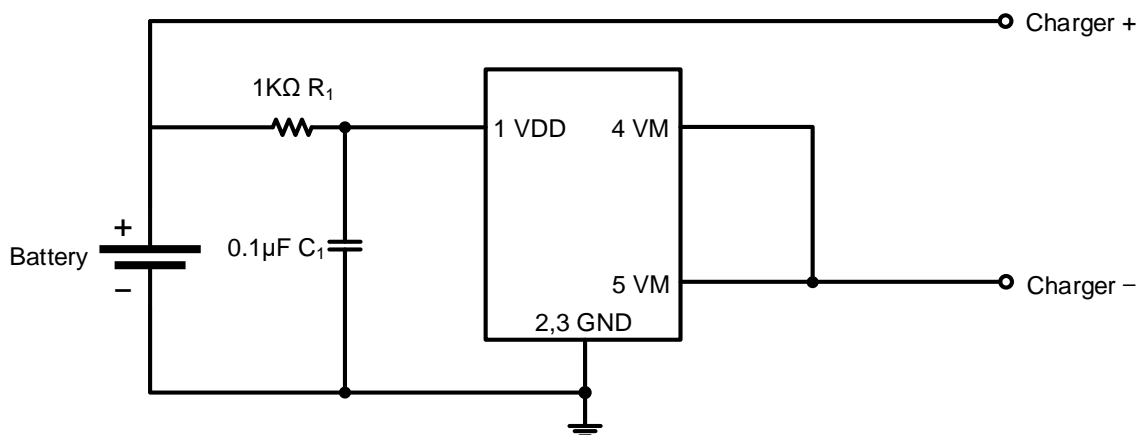 Charger +
1KΩ R₁
1 VDD
4 VM
+
Battery
−
0.1μF C₁
5 VM
Charger −
2,3 GND